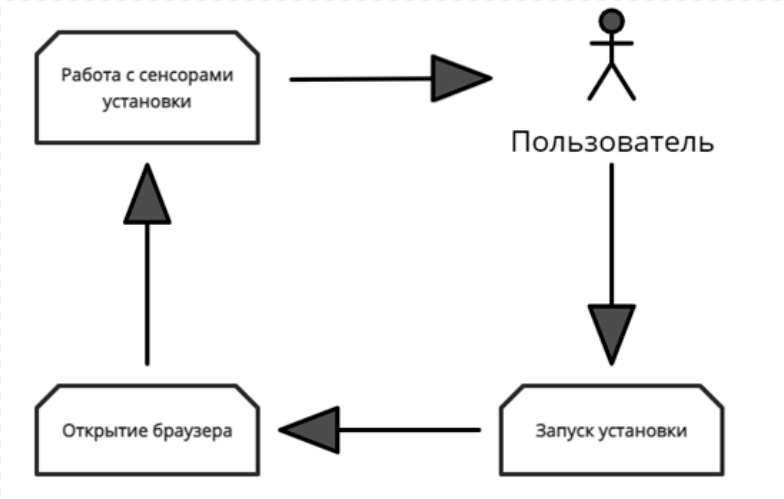 Работа с сенсорами
установки
Пользователь
Открытие браузера
Запуск установки